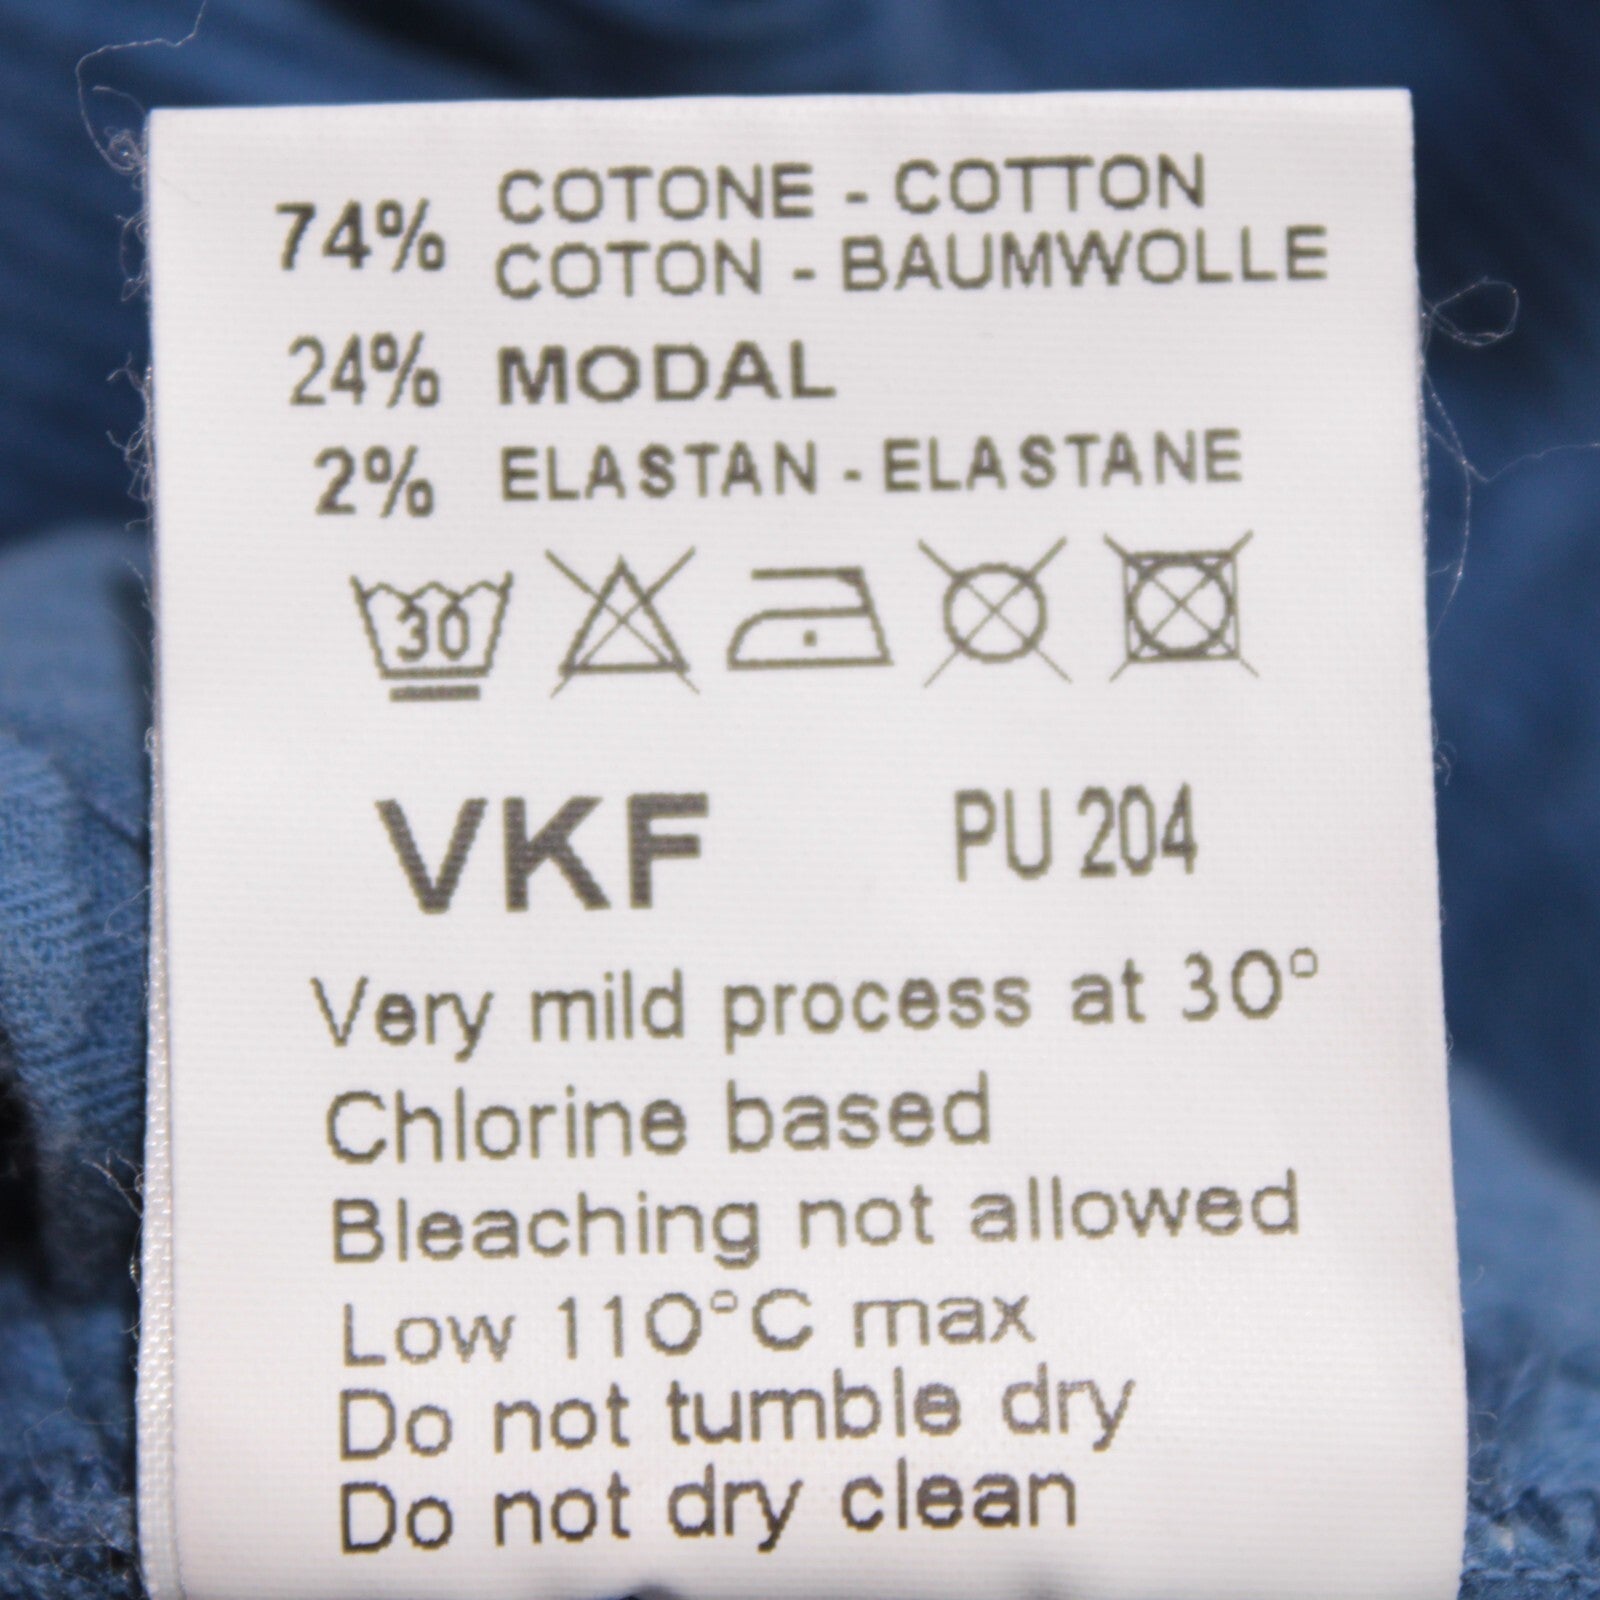 74% COTONE - COTTON
COTON - BAUMWOLLE
24% MODAL
2% ELASTAN - ELASTANE
30
VKF PU 204
Very mild process at 30°
Chlorine based
Bleaching not allowed
Low 110°C max
Do not tumble dry
Do not dry clean